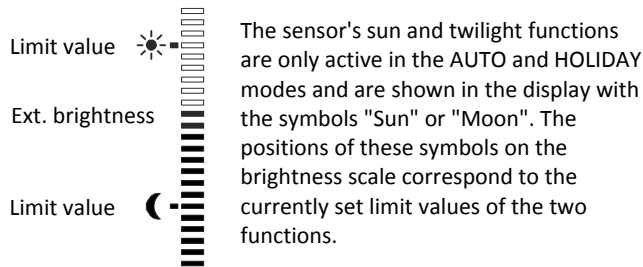 Limit value
Ext. brightness
Limit value
The sensor's sun and twilight functions
are only active in the AUTO and HOLIDAY
modes and are shown in the display with
the symbols "Sun" or "Moon". The
positions of these symbols on the
brightness scale correspond to the
currently set limit values of the two
functions.